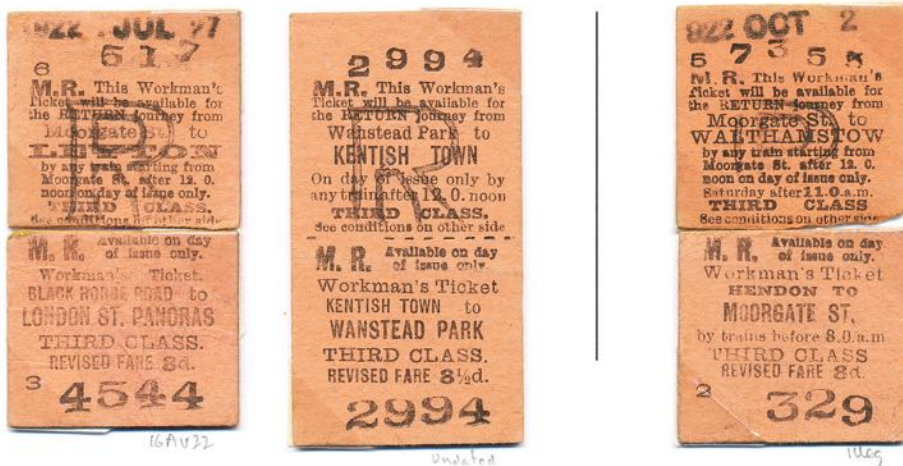 922 JUL 27
6 517
M.R. This Workman's
Ticket will be available for
the RETURN journey from
Moorgate St. to
LEYTON
by any train starting from
Moorgate St. after 12.0.
noon on day of issue only.
THIRD CLASS.
See conditions on other side
M.R. Available on day
of issue only.
Workman's Ticket.
BLACK HORSE ROAD to
LONDON ST. PANCRAS
THIRD CLASS.
REVISED FARE 8d.
3 4544
16AU22
2994
M.R. This Workman's
Ticket will be available for
the RETURN journey from
Wanstead Park to
KENTISH TOWN
On day of issue only by
any train after 12.0. noon
THIRD CLASS.
See conditions on other side
R
M.R. Available on day
of issue only.
Workman's Ticket
KENTISH TOWN to
WANSTEAD PARK
THIRD CLASS.
REVISED FARE 8½d.
2994
Undated
922 OCT 2
5 735
M.R. This Workman's
Ticket will be available for
the RETURN journey from
Moorgate St. to
WALTHAMSTOW
by any train starting from
Moorgate St. after 12.0.
noon on day of issue only.
Saturday after 11.0.a.m.
THIRD CLASS
See conditions on other side
R
M.R. Available on day
of issue only.
Workman's Ticket
HENDON TO
MOORGATE ST.
by trains before 8.0.a.m
THIRD CLASS
REVISED FARE 8d.
2 329